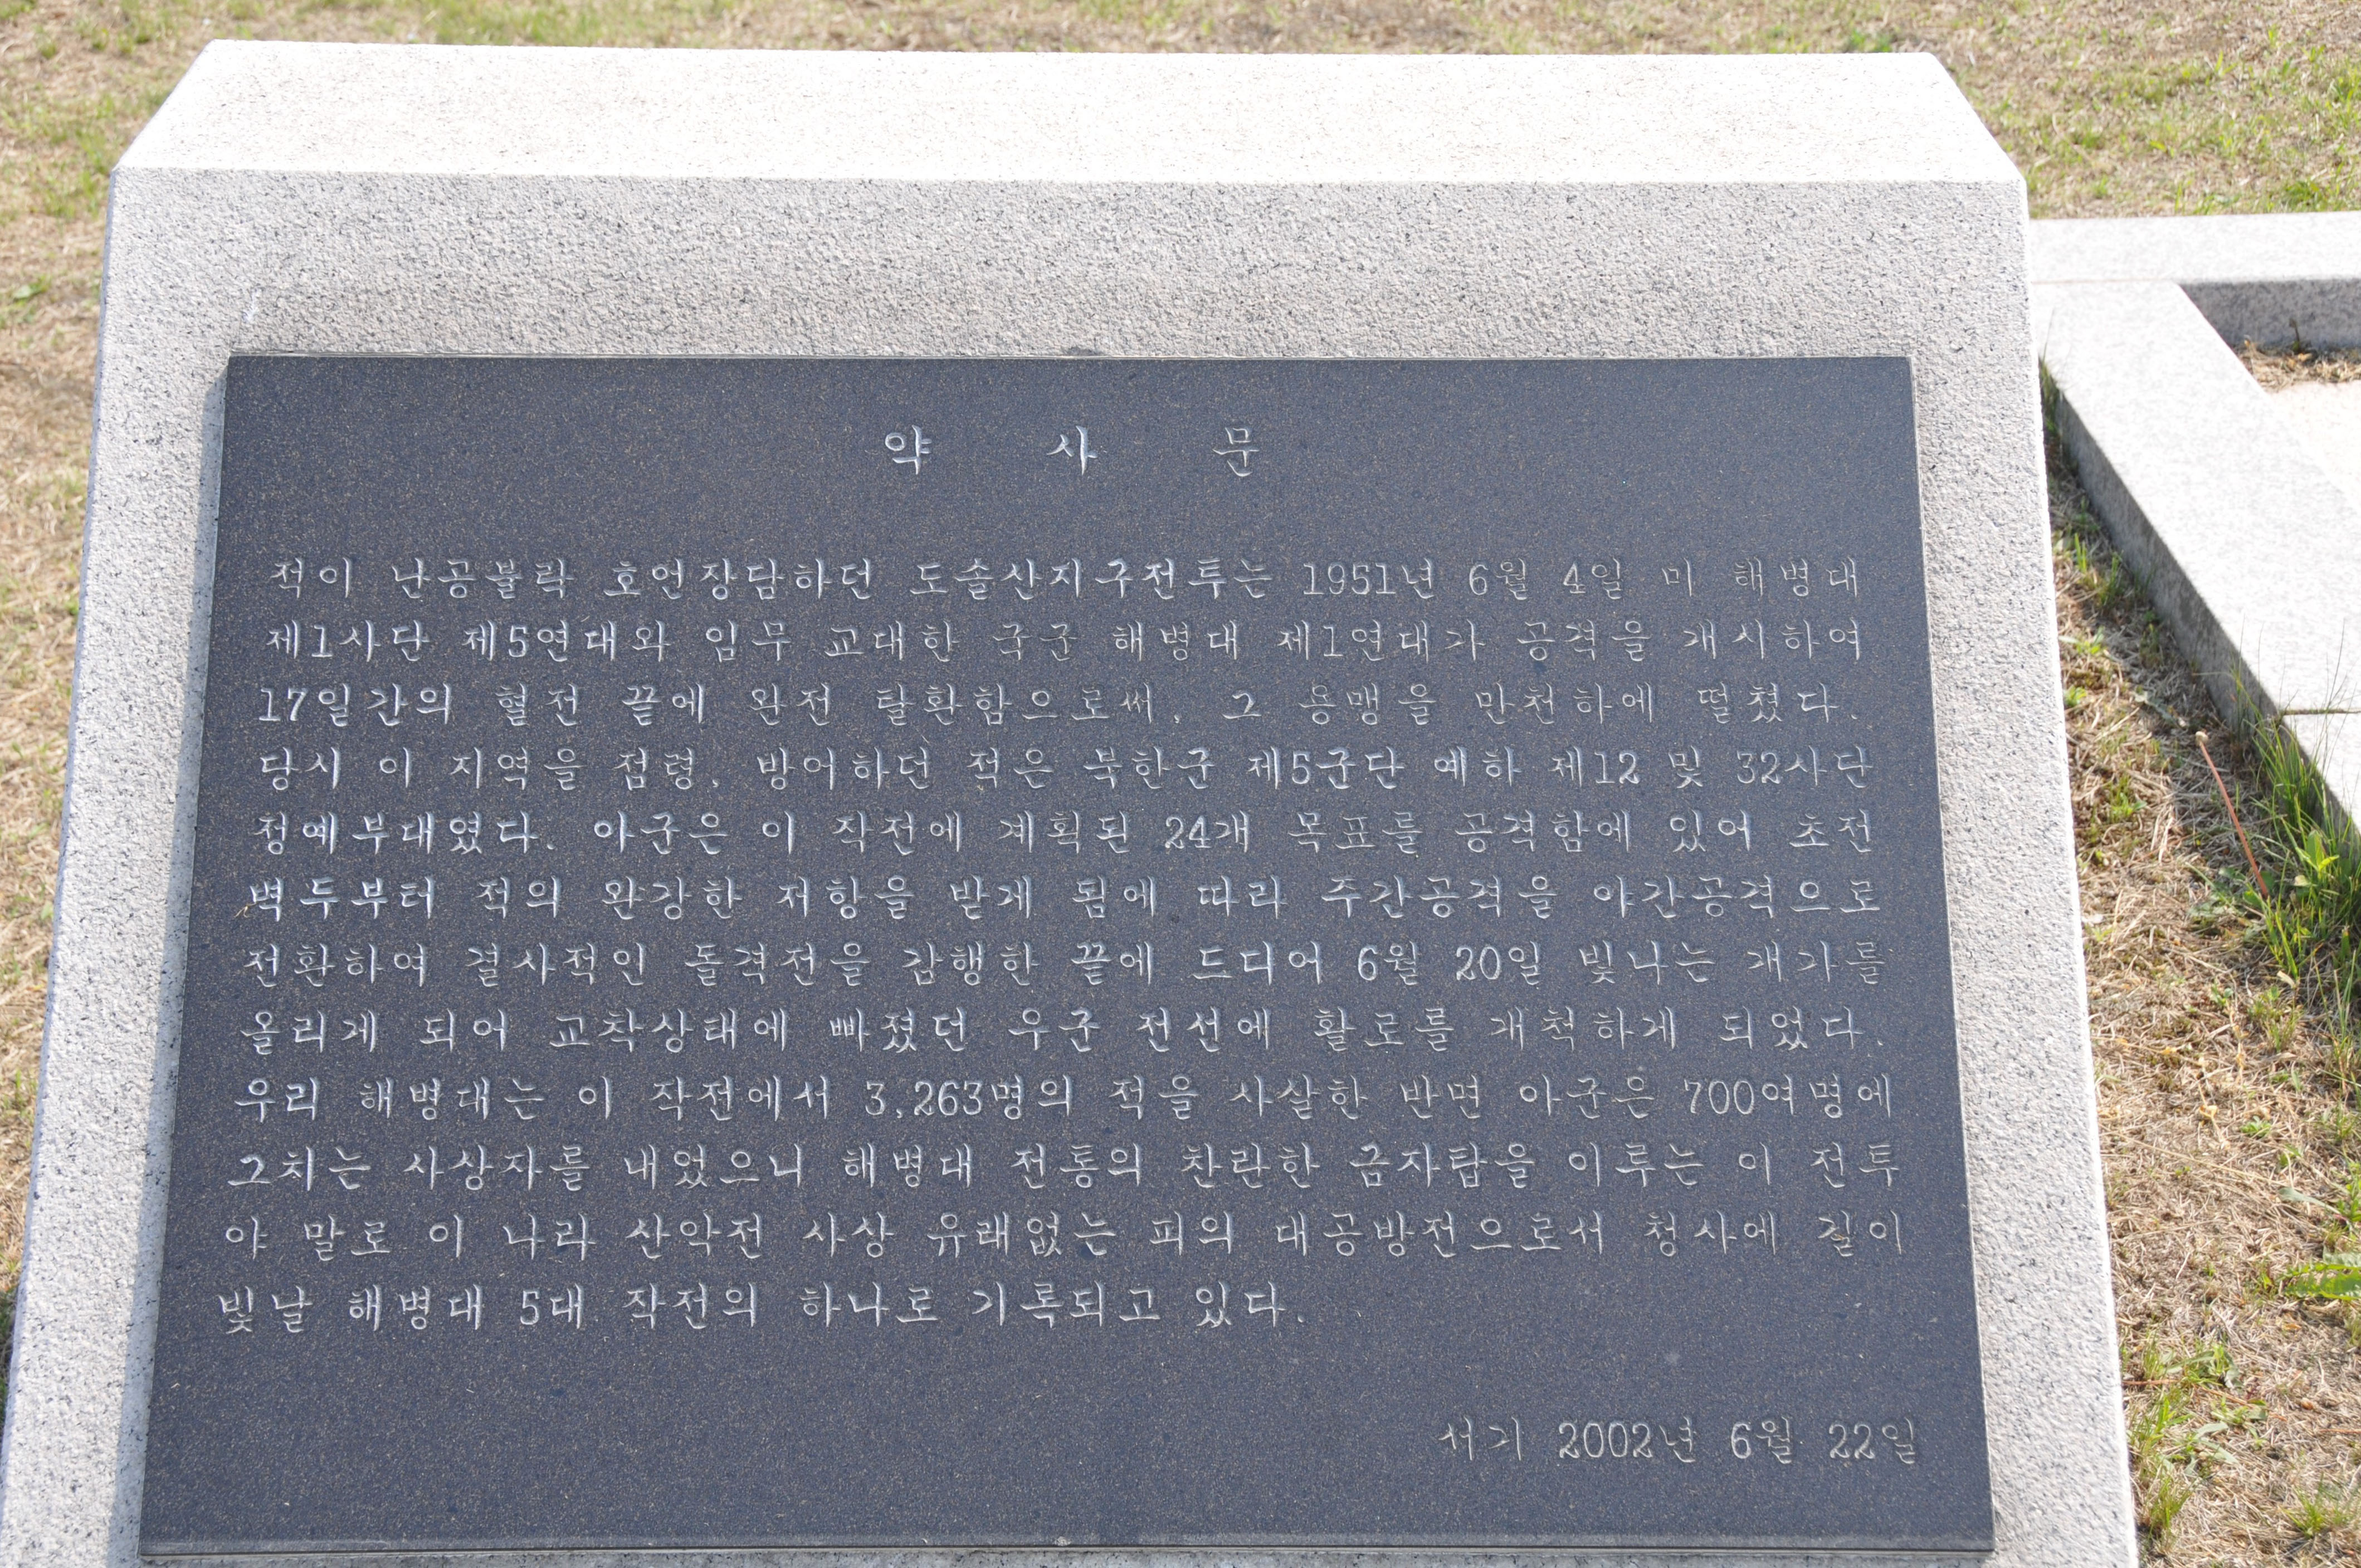 약 사 문
적이 난공불락 호언장담하던 도솔산지구전투는 1951년 6월 4일 미 해병대
제1사단 제5연대와 임무 교대한 국군 해병대 제1연대가 공격을 개시하여
17일간의 혈전 끝에 완전 탈환함으로써, 그 용맹을 만천하에 떨쳤다.
당시 이 지역을 점령, 방어하던 적은 북한군 제5군단 예하 제12 및 32사단
정예부대였다. 아군은 이 작전에 계획된 24개 목표를 공격함에 있어 초전
벽두부터 적의 완강한 저항을 받게 됨에 따라 주간공격을 야간공격으로
전환하여 결사적인 돌격전을 감행한 끝에 드디어 6월 20일 빛나는 개가를
올리게 되어 교착상태에 빠졌던 우군 전선에 활로를 개척하게 되었다.
우리 해병대는 이 작전에서 3,263명의 적을 사살한 반면 아군은 700여명에
그치는 사상자를 내었으니 해병대 전통의 찬란한 금자탑을 이루는 이 전투
야 말로 이 나라 산악전 사상 유래없는 피의 대공방전으로서 청사에 길이
빛날 해병대 5대 작전의 하나로 기록되고 있다.
서기 2002년 6월 22일